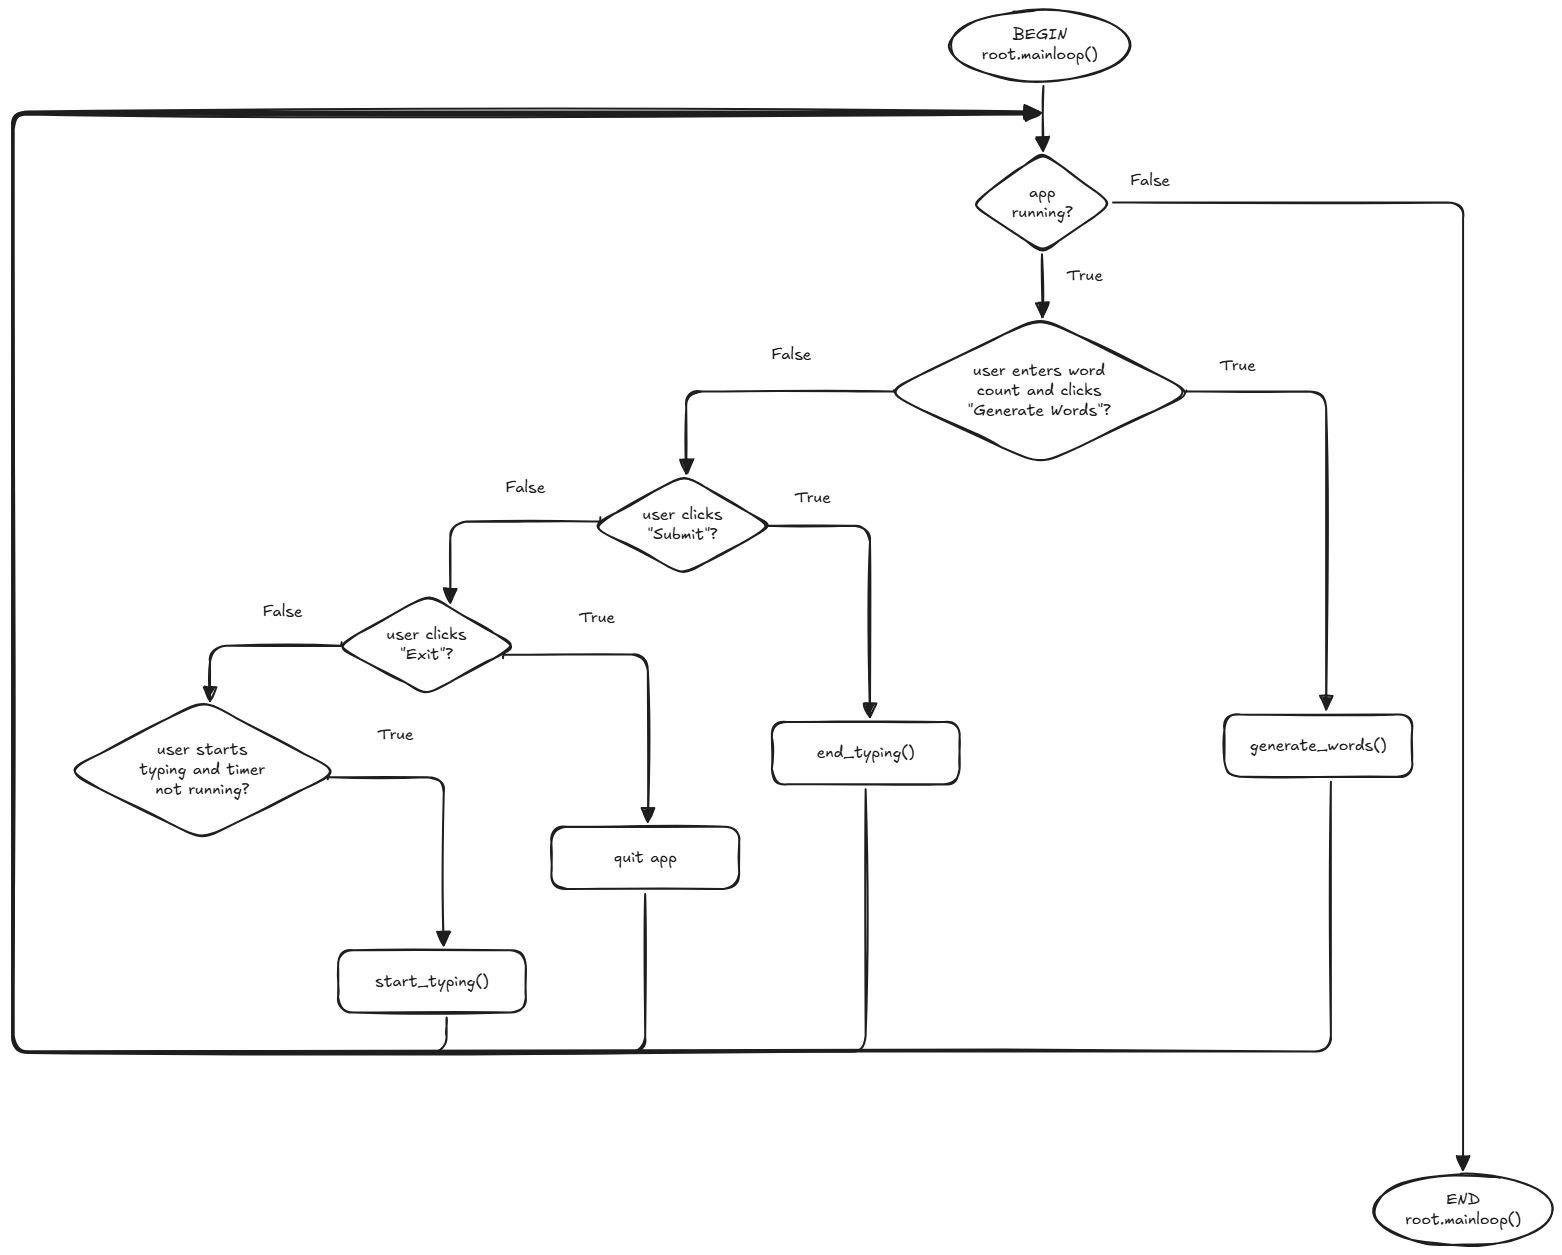 BEGIN
root.mainloop()
app
running?
False
True
user enters word
count and clicks
"Generate Words"?
False
True
user clicks
"Submit"?
False
True
user clicks
"Exit"?
False
True
user starts
typing and timer
not running?
True
end_typing()
generate_words()
quit app
start_typing()
END
root.mainloop()